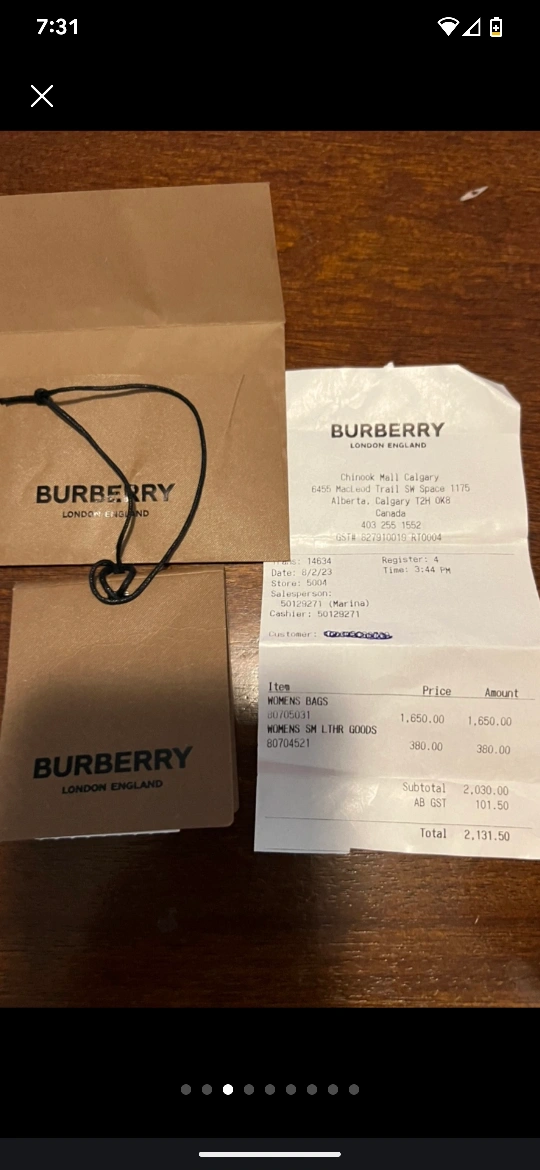 7:31
BURBERRY
LONDON ENGLAND
BURBERRY
LONDON ENGLAND
BURBERRY
LONDON ENGLAND
Chinook Mall Calgary
6455 MacLeod Trail SW Space 1175
Alberta, Calgary T2H 0K8
Canada
403 255 1552
GST# 827910019 RT0004
Trans: 14634 Register: 4
Date: 8/2/23 Time: 3:44 PM
Store: 5004
Salesperson:
50129271 (Marina)
Cashier: 50129271
Customer:
Item Price Amount
WOMENS BAGS
80705031 1,650.00 1,650.00
WOMENS SM LTHR GOODS
80704521 380.00 380.00
Subtotal 2,030.00
AB GST 101.50
Total 2,131.50